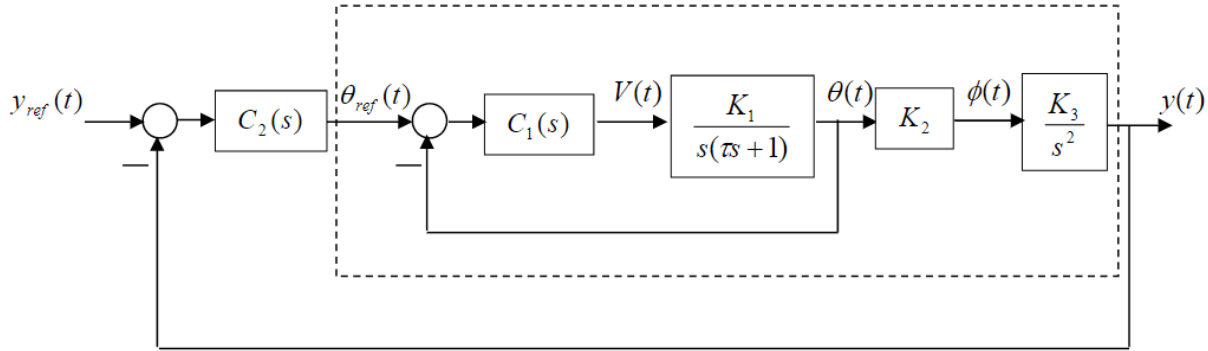 y_ref(t)
C_2(s)
θ_ref(t)
C_1(s)
V(t)
K_1
s(τs + 1)
θ(t)
K_2
ϕ(t)
K_3
s^2
y(t)